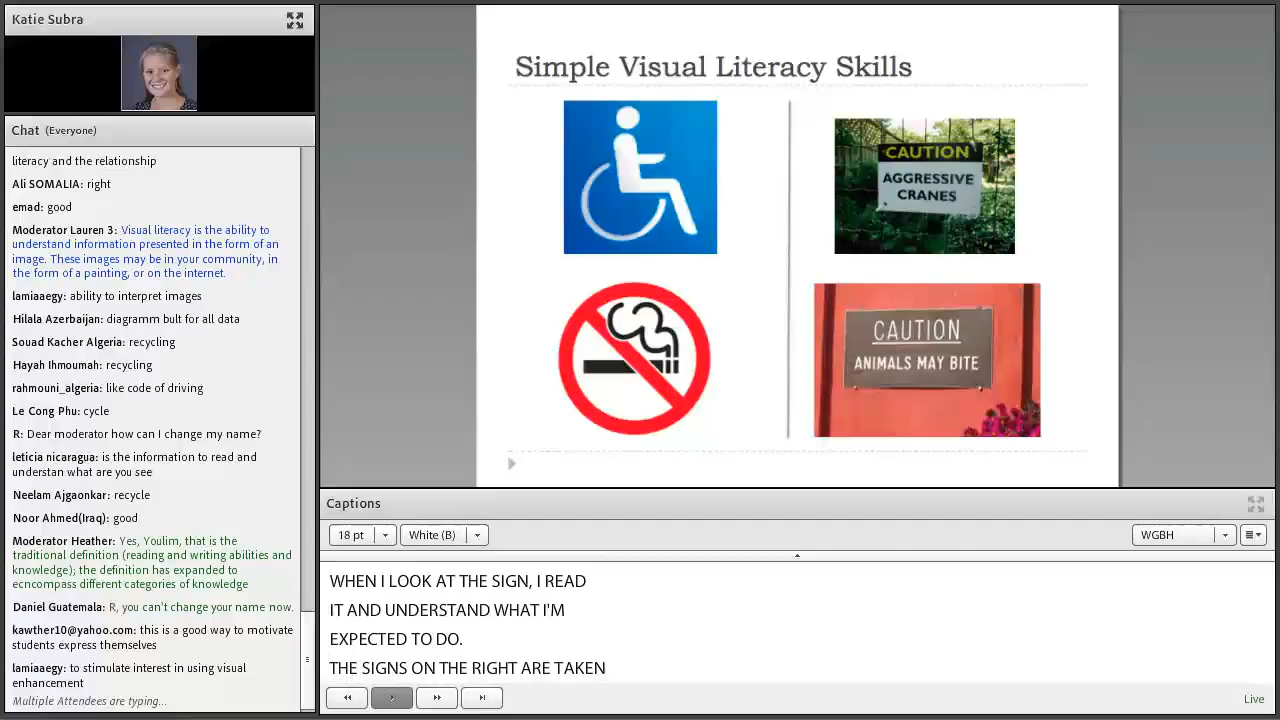 Katie Subra
Chat (Everyone)
literacy and the relationship
Ali SOMALIA: right
emad: good
Moderator Lauren 3: Visual literacy is the ability to
understand information presented in the form of an
image. These images may be in your community, in
the form of a painting, or on the internet.
lamiaaegy: ability to interpret images
Hilala Azerbaijan: diagramm bult for all data
Souad Kacher Algeria: recycling
Hayah Ihmoumah: recycling
rahmouni_algeria: like code of driving
Le Cong Phu: cycle
R: Dear moderator how can I change my name?
leticia nicaragua: is the information to read and
understan what are you see
Neelam Ajgaonkar: recycle
Noor Ahmed(Iraq): good
Moderator Heather: Yes, Youlim, that is the
traditional definition (reading and writing abilities and
knowledge); the definition has expanded to
ecncompass different categories of knowledge
Daniel Guatemala: R, you can't change your name now.
kawther10@yahoo.com: this is a good way to motivate
students express themselves
lamiaaegy: to stimulate interest in using visual
enhancement
Multiple Attendees are typing...
Simple Visual Literacy Skills
CAUTION
AGGRESSIVE
CRANES
CAUTION
ANIMALS MAY BITE
Captions
18 pt
White (B)
WGBH
WHEN I LOOK AT THE SIGN, I READ
IT AND UNDERSTAND WHAT I'M
EXPECTED TO DO.
THE SIGNS ON THE RIGHT ARE TAKEN
Live